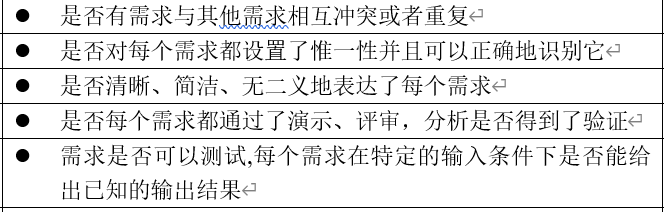 ● 是否有需求与其他需求相互冲突或者重复↵
● 是否对每个需求都设置了惟一性并且可以正确地识别它↵
● 是否清晰、简洁、无二义地表达了每个需求↵
● 是否每个需求都通过了演示、评审，分析是否得到了验证↵
● 需求是否可以测试,每个需求在特定的输入条件下是否能给
出已知的输出结果↵